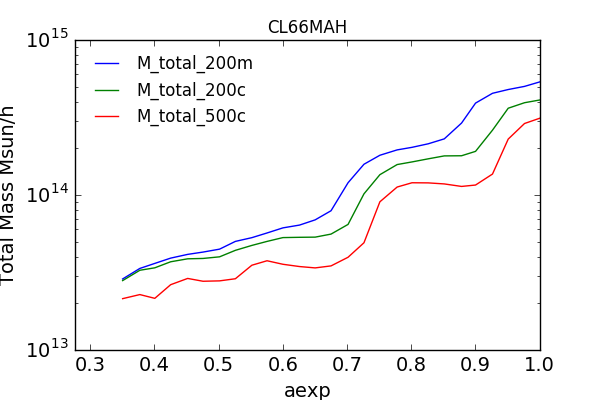 CL66MAH
10^15
M_total_200m
M_total_200c
M_total_500c
Total Mass Msun/h
10^14
10^13
0.3 0.4 0.5 0.6 0.7 0.8 0.9 1.0
aexp